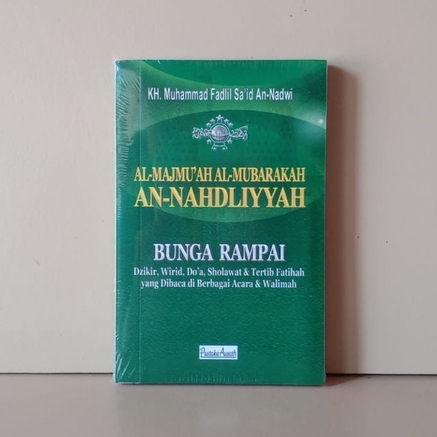 KH. Muhammad Fadlil Sa'id An-Nadwi
AL-MAJMU'AH AL-MUBARAKAH
AN-NAHDLIYYAH
BUNGA RAMPAI
Dzikir, Wirid, Do'a, Sholawat & Tertib Fatihah
yang Dibaca di Berbagai Acara & Walimah
Pustaka